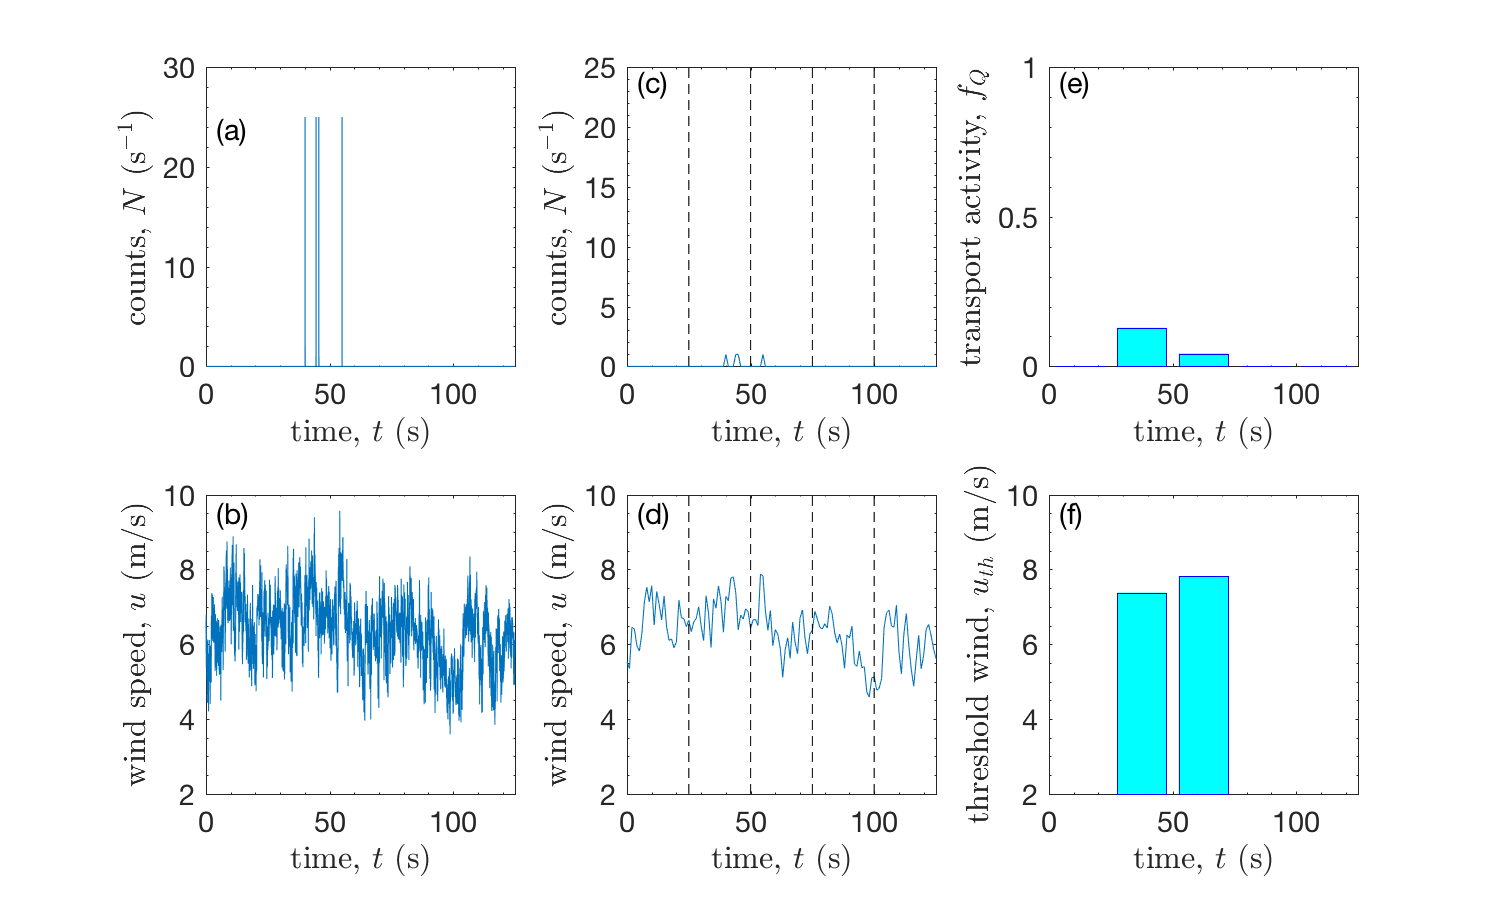 30
20
10
0
0 50 100
counts, N (s⁻¹)
(a)
time, t (s)
25
20
15
10
5
0
0 50 100
counts, N (s⁻¹)
(c)
time, t (s)
1
0.5
0
0 50 100
transport activity, f_Q
(e)
time, t (s)
10
8
6
4
2
0 50 100
wind speed, u (m/s)
(b)
time, t (s)
10
8
6
4
2
0 50 100
wind speed, u (m/s)
(d)
time, t (s)
10
8
6
4
2
0 50 100
threshold wind, u_th (m/s)
(f)
time, t (s)